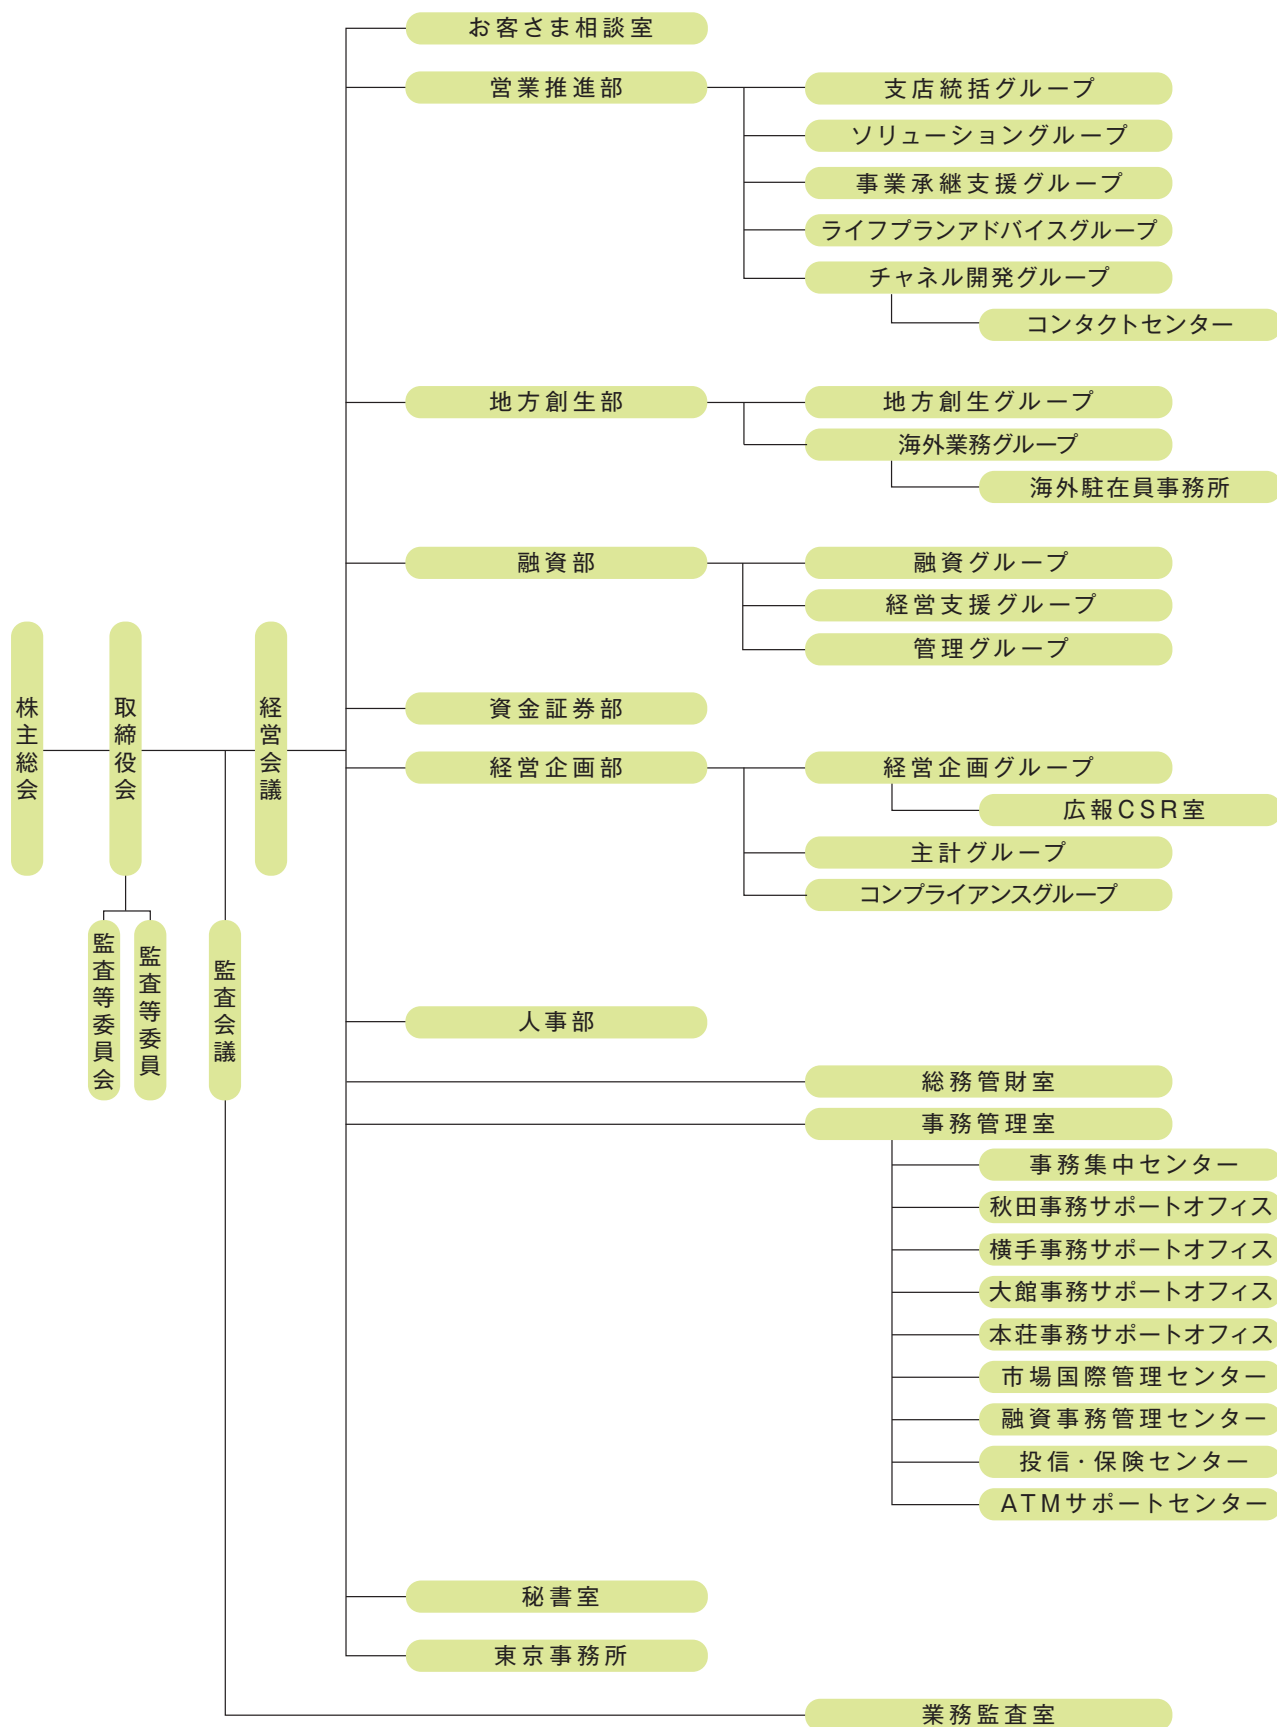 株主総会
取締役会
監査等委員会
監査等委員
監査会議
経営会議
お客さま相談室
営業推進部
支店統括グループ
ソリューショングループ
事業承継支援グループ
ライフプランアドバイスグループ
チャネル開発グループ
コンタクトセンター
地方創生部
地方創生グループ
海外業務グループ
海外駐在員事務所
融資部
融資グループ
経営支援グループ
管理グループ
資金証券部
経営企画部
経営企画グループ
広報CSR室
主計グループ
コンプライアンスグループ
人事部
総務管財室
事務管理室
事務集中センター
秋田事務サポートオフィス
横手事務サポートオフィス
大館事務サポートオフィス
本荘事務サポートオフィス
市場国際管理センター
融資事務管理センター
投信・保険センター
ATMサポートセンター
秘書室
東京事務所
業務監査室